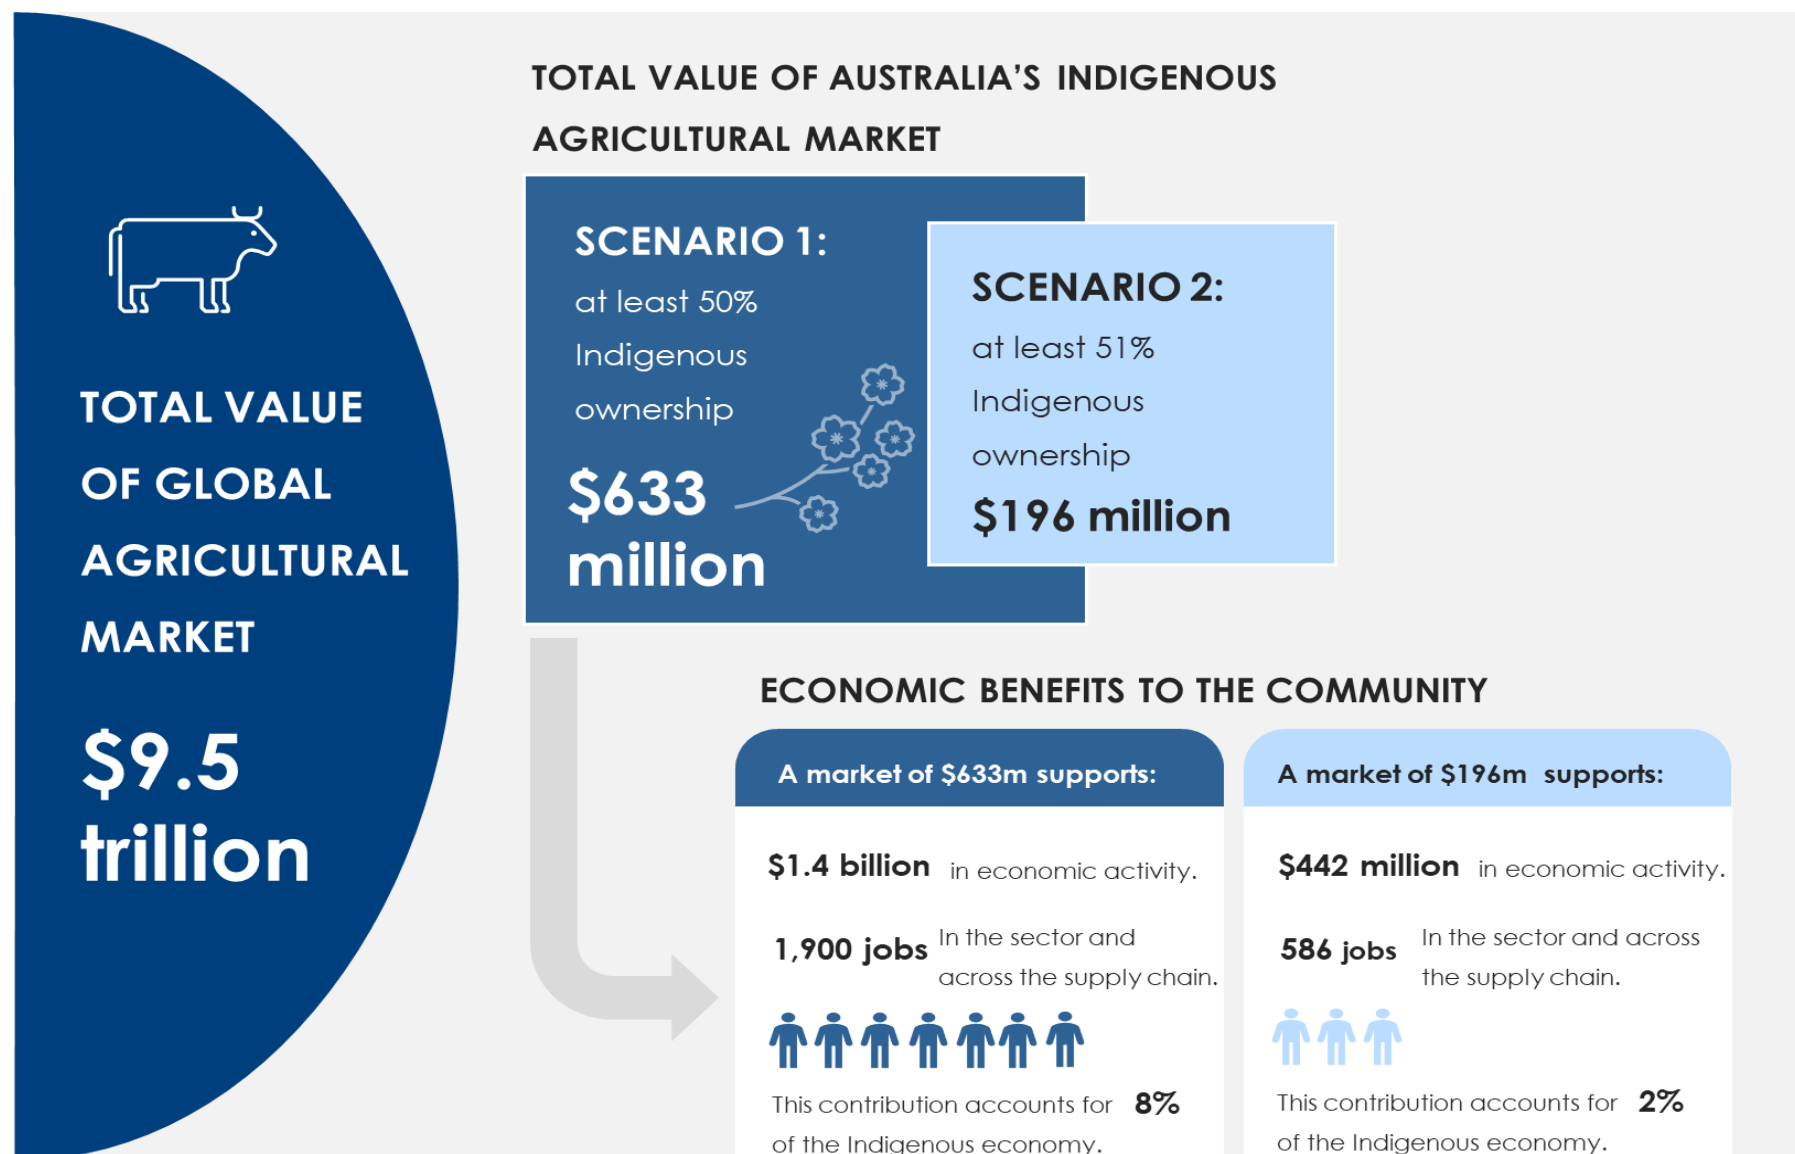 TOTAL VALUE
OF GLOBAL
AGRICULTURAL
MARKET
$9.5
trillion
TOTAL VALUE OF AUSTRALIA’S INDIGENOUS
AGRICULTURAL MARKET
SCENARIO 1:
at least 50%
Indigenous
ownership
$633
million
SCENARIO 2:
at least 51%
Indigenous
ownership
$196 million
ECONOMIC BENEFITS TO THE COMMUNITY
A market of $633m supports:
$1.4 billion in economic activity.
1,900 jobs In the sector and
across the supply chain.
This contribution accounts for 8%
of the Indigenous economy.
A market of $196m supports:
$442 million in economic activity.
586 jobs In the sector and across
the supply chain.
This contribution accounts for 2%
of the Indigenous economy.